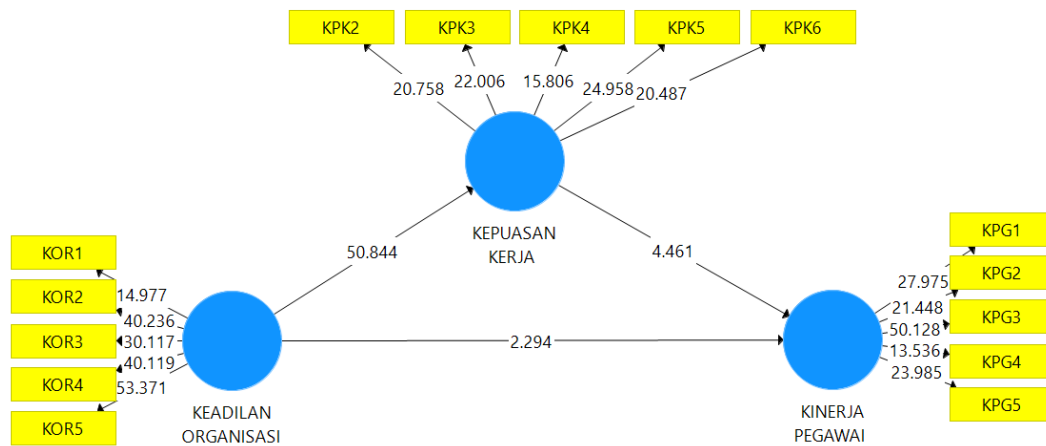 KPK2
KPK3
KPK4
KPK5
KPK6
20.758
22.006
15.806
24.958
20.487
KEPUASAN
KERJA
50.844
4.461
KOR1
KOR2
KOR3
KOR4
KOR5
14.977
40.236
30.117
40.119
53.371
2.294
KPG1
KPG2
KPG3
KPG4
KPG5
27.975
21.448
50.128
13.536
23.985
KEADILAN
ORGANISASI
KINERJA
PEGAWAI